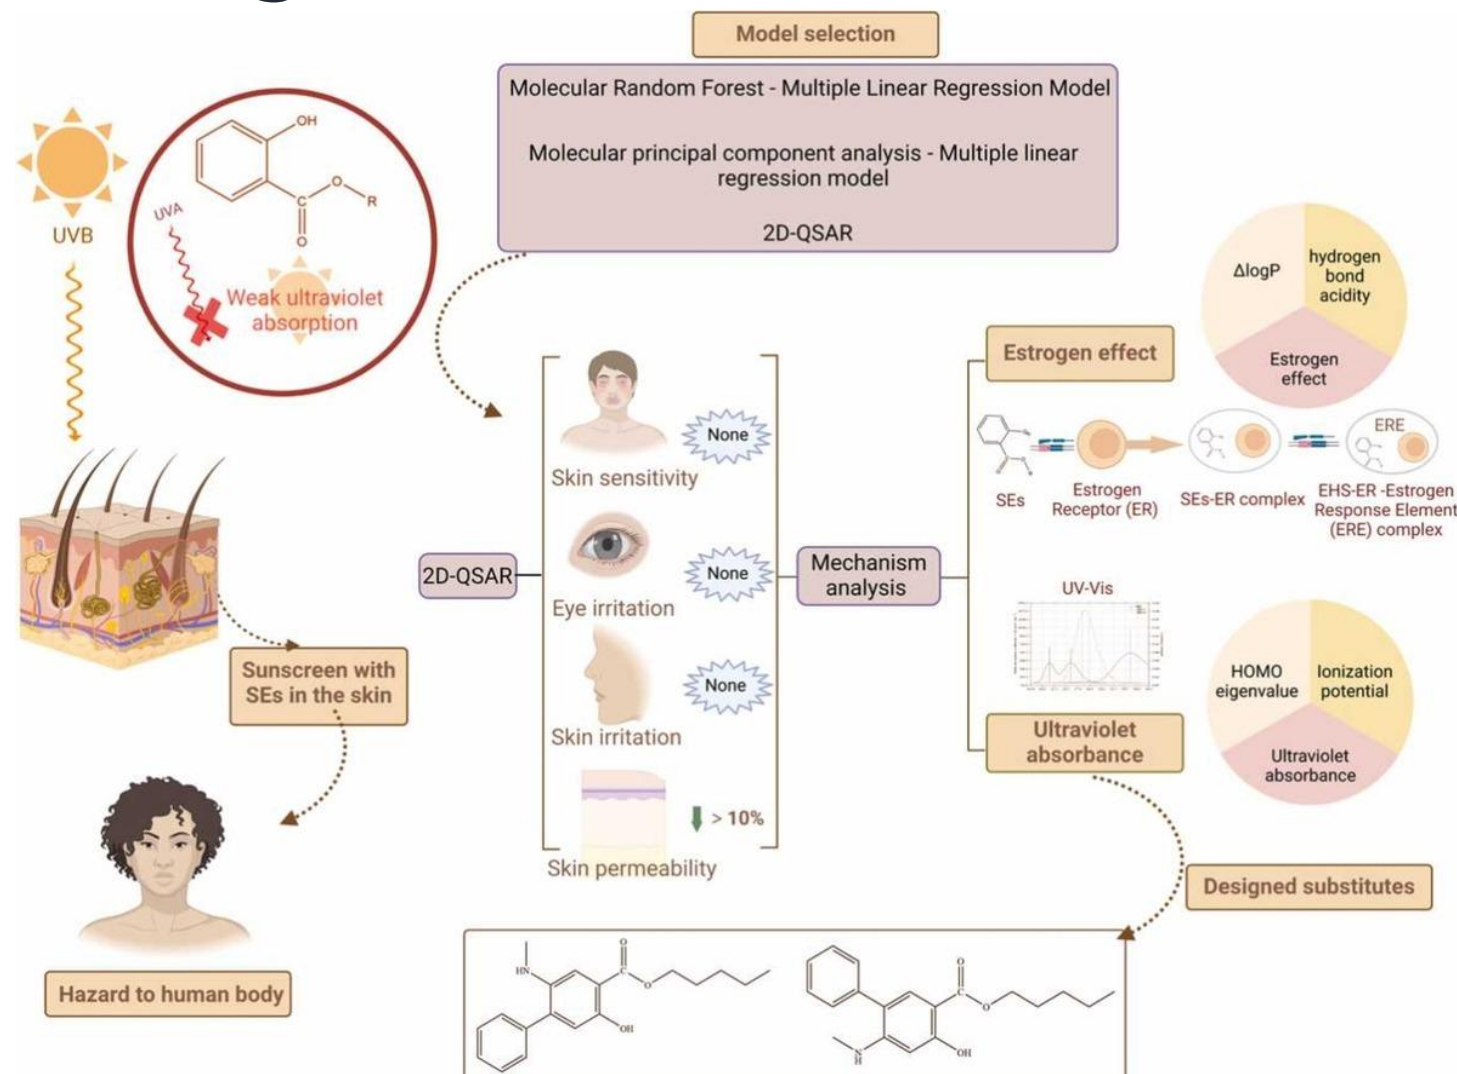 Model selection
Molecular Random Forest - Multiple Linear Regression Model
Molecular principal component analysis - Multiple linear
regression model
2D-QSAR
UVB
OH
C
O
R
O
UVA
Weak ultraviolet
absorption
Sunscreen with
SEs in the skin
Hazard to human body
2D-QSAR
None
Skin sensitivity
None
Eye irritation
None
Skin irritation
> 10%
Skin permeability
Mechanism
analysis
Estrogen effect
ΔlogP
hydrogen
bond
acidity
Estrogen
effect
SEs
Estrogen
Receptor (ER)
SEs-ER complex
ERE
EHS-ER -Estrogen
Response Element
(ERE) complex
UV-Vis
Ultraviolet
absorbance
HOMO
eigenvalue
Ionization
potential
Ultraviolet
absorbance
Designed substitutes
HN
O
C
O
OH
O
C
O
N
H
OH